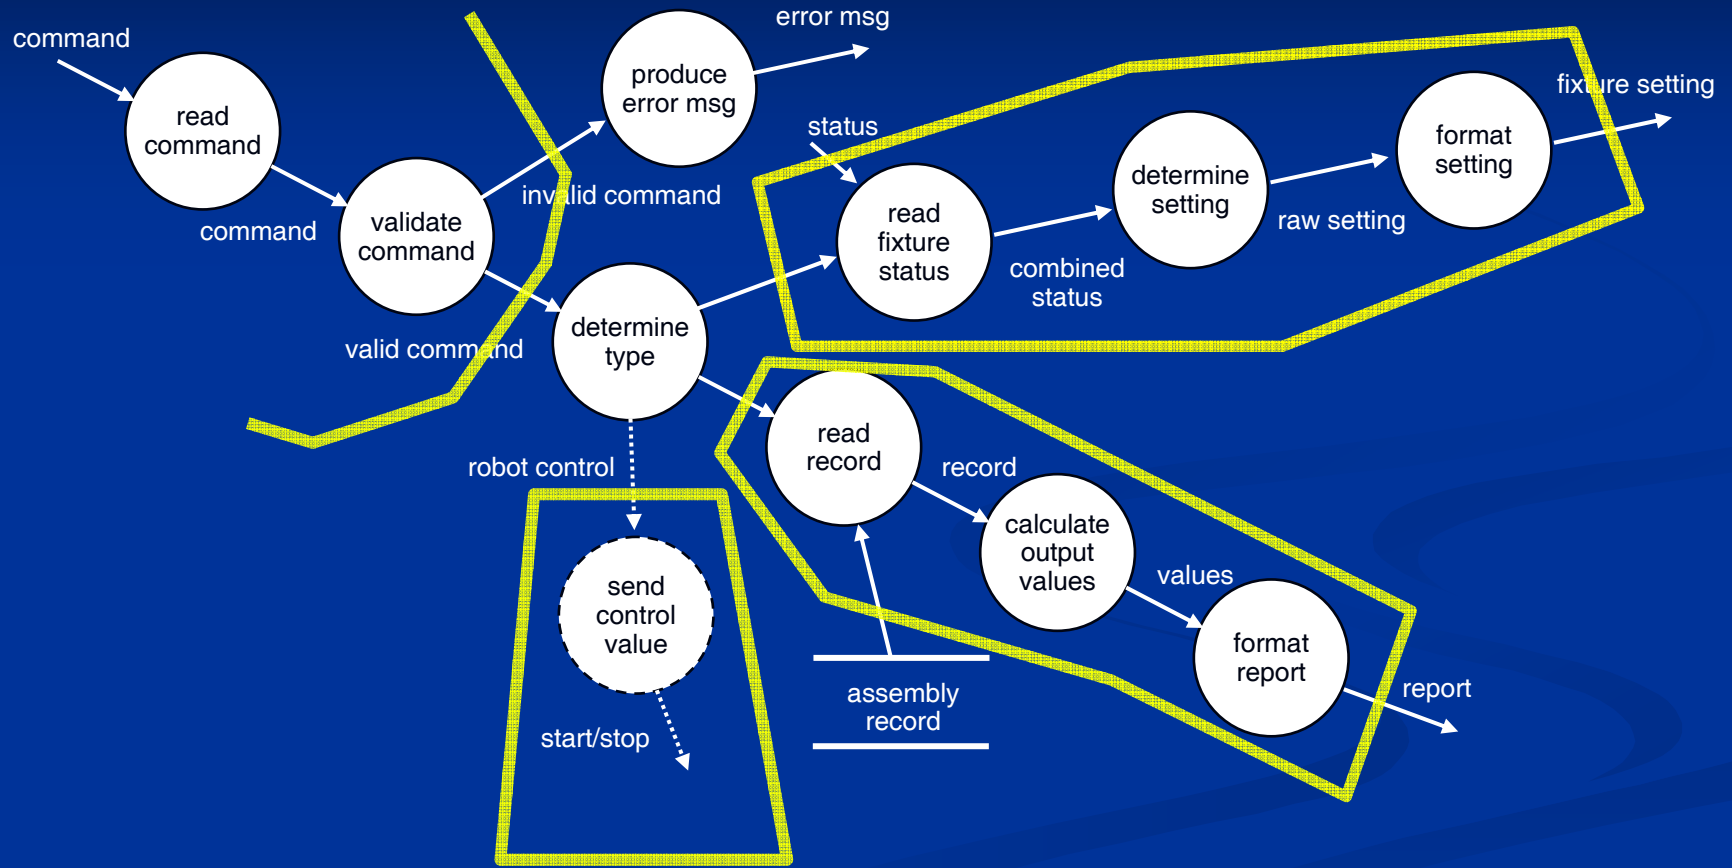 command
read
command
command
validate
command
produce
error msg
error msg
invalid command
valid command
determine
type
status
read
fixture
status
combined
status
determine
setting
raw setting
format
setting
fixture setting
robot control
send
control
value
start/stop
read
record
record
assembly
record
calculate
output
values
values
format
report
report